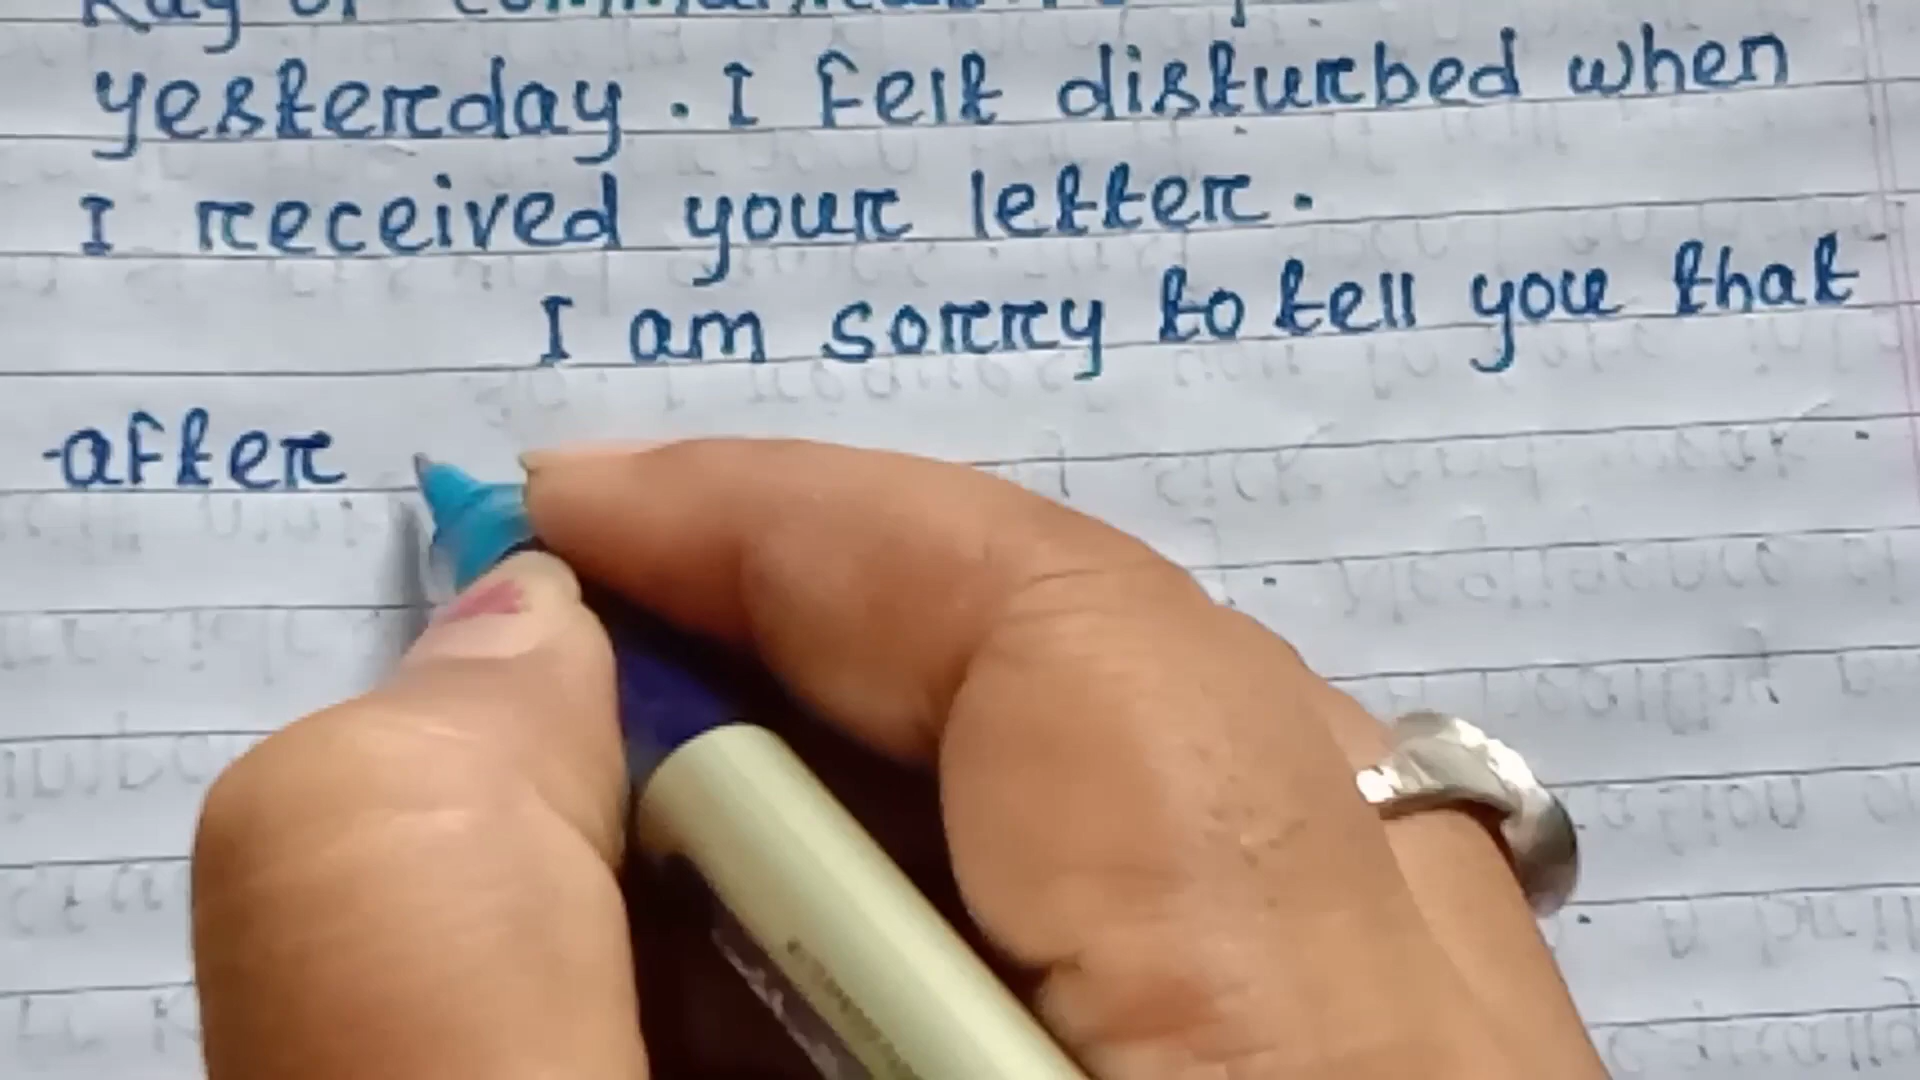 yesterday. I felt disturbed when
I received your letter.
I am sorry to tell you that
after